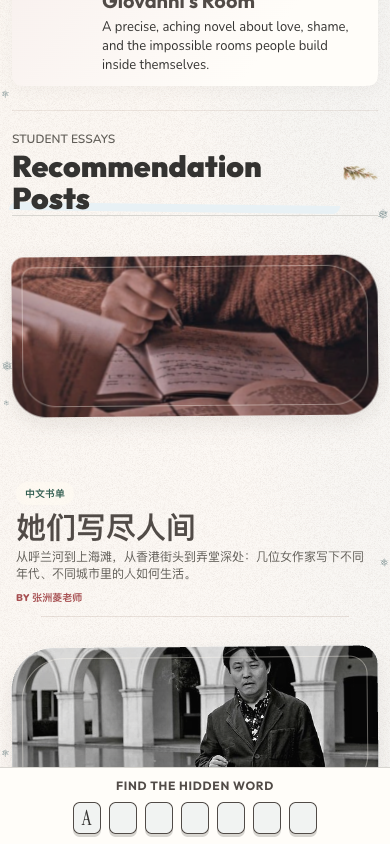 Giovanni's Room
A precise, aching novel about love, shame,
and the impossible rooms people build
inside themselves.
STUDENT ESSAYS
Recommendation
Posts
中文书单
她们写尽人间
从呼兰河到上海滩，从香港街头到弄堂深处：几位女作家写下不同
年代、不同城市里的人如何生活。
BY 张洲菱老师
FIND THE HIDDEN WORD
A